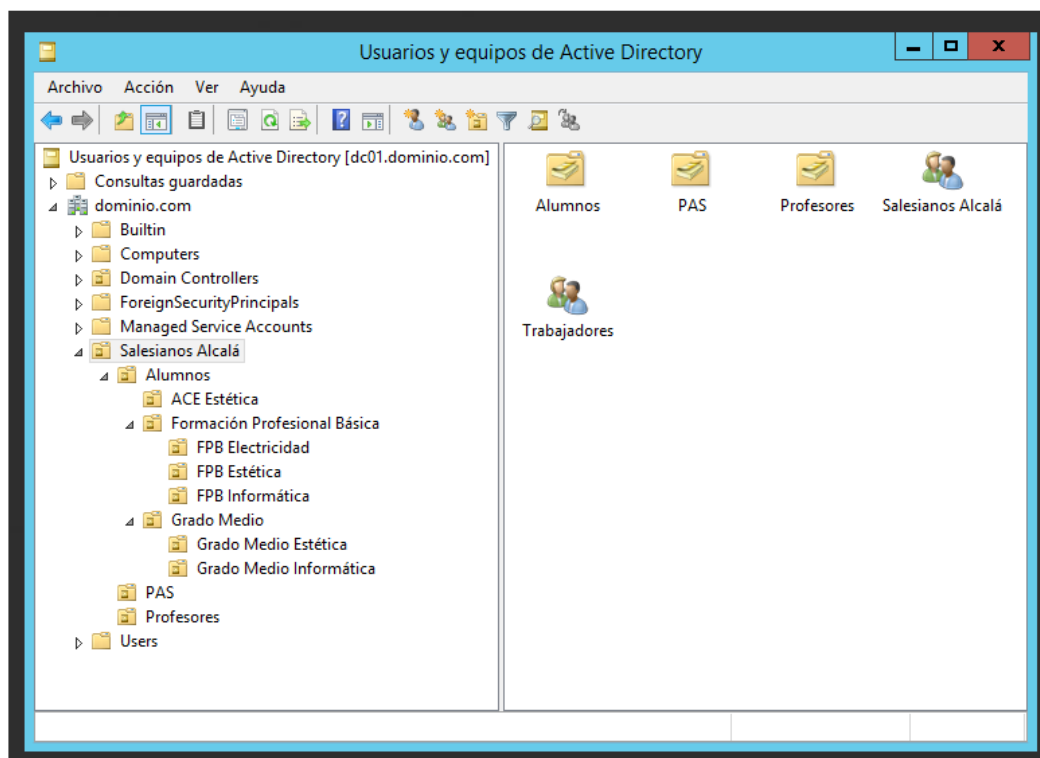 Usuarios y equipos de Active Directory
Archivo Acción Ver Ayuda
Usuarios y equipos de Active Directory [dc01.dominio.com]
Consultas guardadas
dominio.com
Builtin
Computers
Domain Controllers
ForeignSecurityPrincipals
Managed Service Accounts
Salesianos Alcalá
Alumnos
ACE Estética
Formación Profesional Básica
FPB Electricidad
FPB Estética
FPB Informática
Grado Medio
Grado Medio Estética
Grado Medio Informática
PAS
Profesores
Users
Alumnos PAS Profesores Salesianos Alcalá
Trabajadores